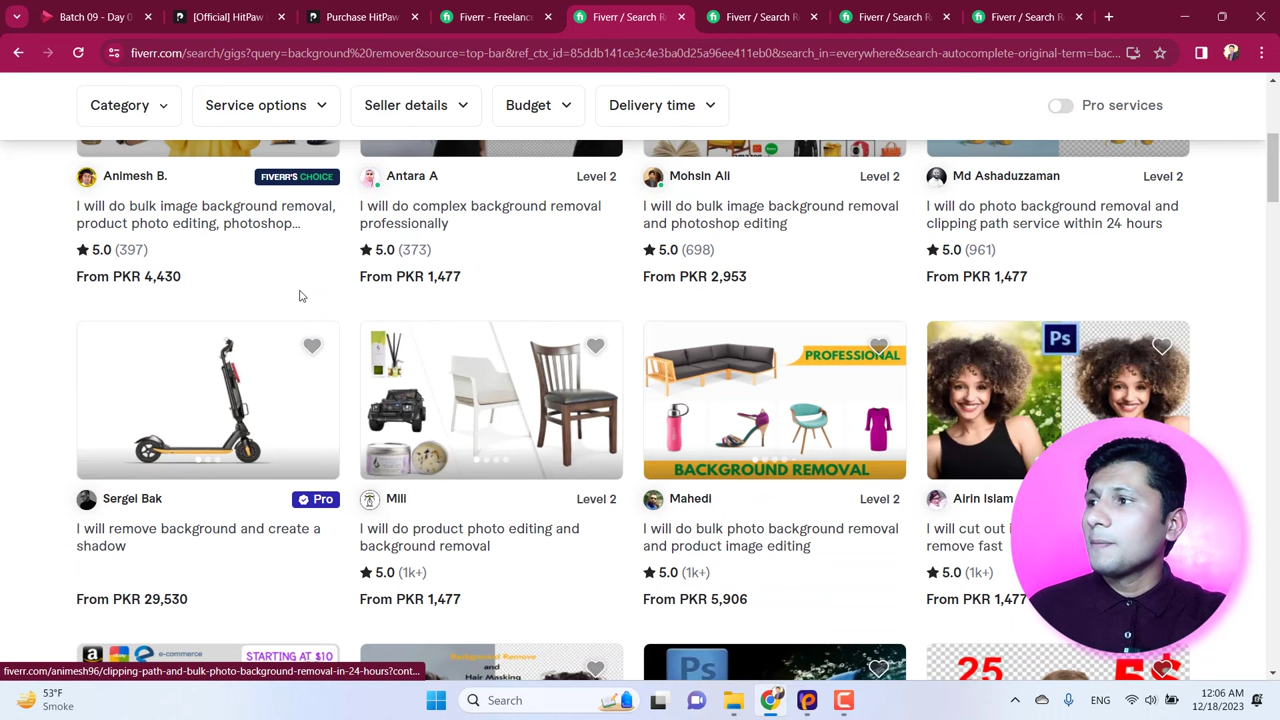 Batch 09 - Day 0
[Official] HitPaw
Purchase HitPaw
Fiverr - Freelance
Fiverr / Search R
Fiverr / Search Re
Fiverr / Search R
Fiverr / Search R
fiverr.com/search/gigs?query=background%20remover&source=top-bar&ref_ctx_id=85ddb141ce3c4e3ba0d25a96ee411eb0&search_in=everywhere&search-autocomplete-original-term=bac...
Category
Service options
Seller details
Budget
Delivery time
Pro services
Animesh B.
FIVERR'S CHOICE
Antara A
Level 2
Mohsin Ali
Level 2
Md Ashaduzzaman
Level 2
I will do bulk image background removal,
product photo editing, photoshop...
I will do complex background removal
professionally
I will do bulk image background removal
and photoshop editing
I will do photo background removal and
clipping path service within 24 hours
5.0 (397)
5.0 (373)
5.0 (698)
5.0 (961)
From PKR 4,430
From PKR 1,477
From PKR 2,953
From PKR 1,477
PROFESSIONAL
BACKGROUND REMOVAL
Ps
Sergei Bak
Pro
Mili
Level 2
Mahedi
Level 2
Airin Islam
I will remove background and create a
shadow
I will do product photo editing and
background removal
I will do bulk photo background removal
and product image editing
I will cut out
remove fast
5.0 (1k+)
5.0 (1k+)
5.0 (1k+)
From PKR 29,530
From PKR 1,477
From PKR 5,906
From PKR 1,477
e-commerce
STARTING AT $10
Background Remove
and
Hair Masking
Ps
25
5$
fiverr.com/animesh96/clipping-path-and-bulk-photo-background-removal-in-24-hours?cont...
53°F
Smoke
Search
ENG
12:06 AM
12/18/2023